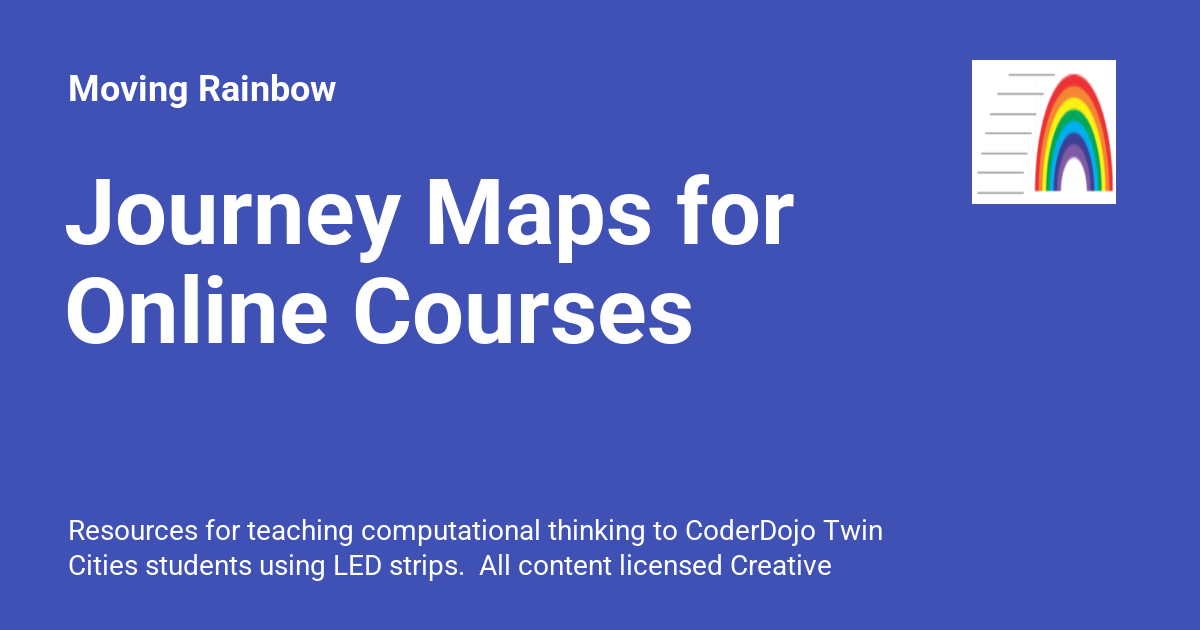 Moving Rainbow
Journey Maps for
Online Courses
Resources for teaching computational thinking to CoderDojo Twin
Cities students using LED strips.  All content licensed Creative